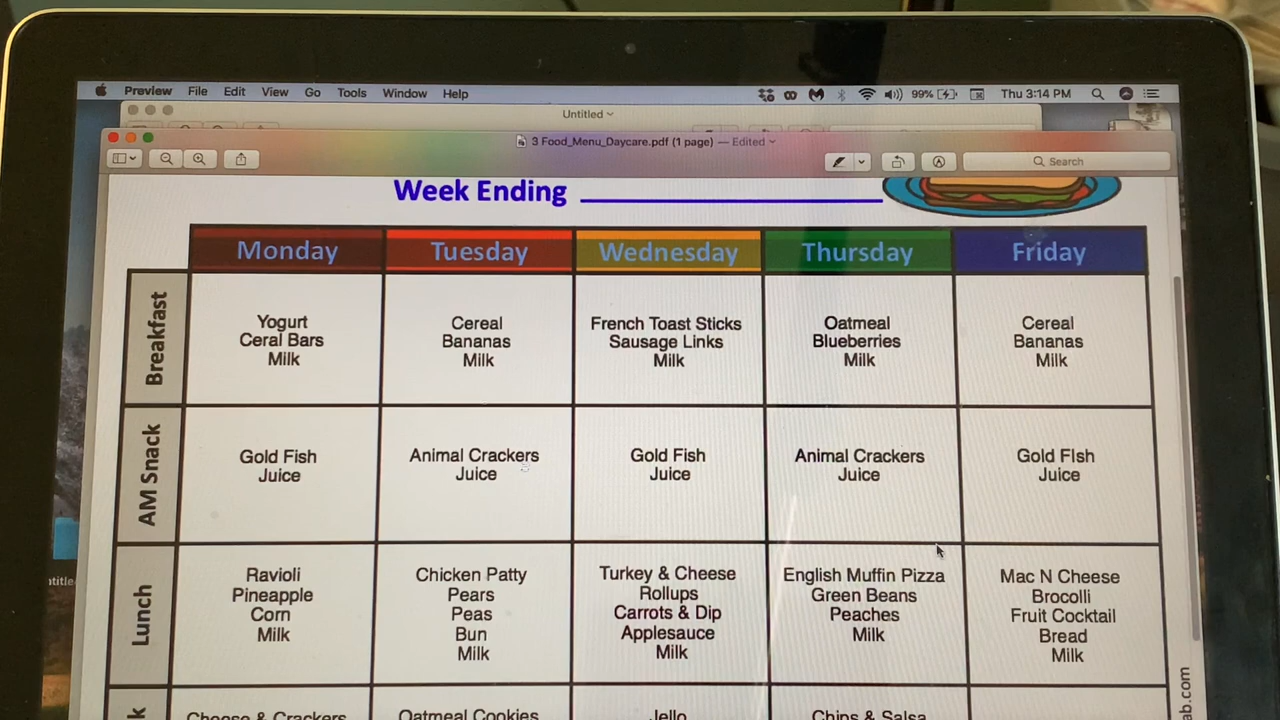 Preview File Edit View Go Tools Window Help 99% Thu 3:14 PM
Untitled
3 Food_Menu_Daycare.pdf (1 page) — Edited
Search
Week Ending
Monday Tuesday Wednesday Thursday Friday
Breakfast
Yogurt
Ceral Bars
Milk
Cereal
Bananas
Milk
French Toast Sticks
Sausage Links
Milk
Oatmeal
Blueberries
Milk
Cereal
Bananas
Milk
AM Snack
Gold Fish
Juice
Animal Crackers
Juice
Gold Fish
Juice
Animal Crackers
Juice
Gold FIsh
Juice
Lunch
Ravioli
Pineapple
Corn
Milk
Chicken Patty
Pears
Peas
Bun
Milk
Turkey & Cheese
Rollups
Carrots & Dip
Applesauce
Milk
English Muffin Pizza
Green Beans
Peaches
Milk
Mac N Cheese
Brocolli
Fruit Cocktail
Bread
Milk
Cheese & Crackers
Oatmeal Cookies
Jello
Chips & Salsa